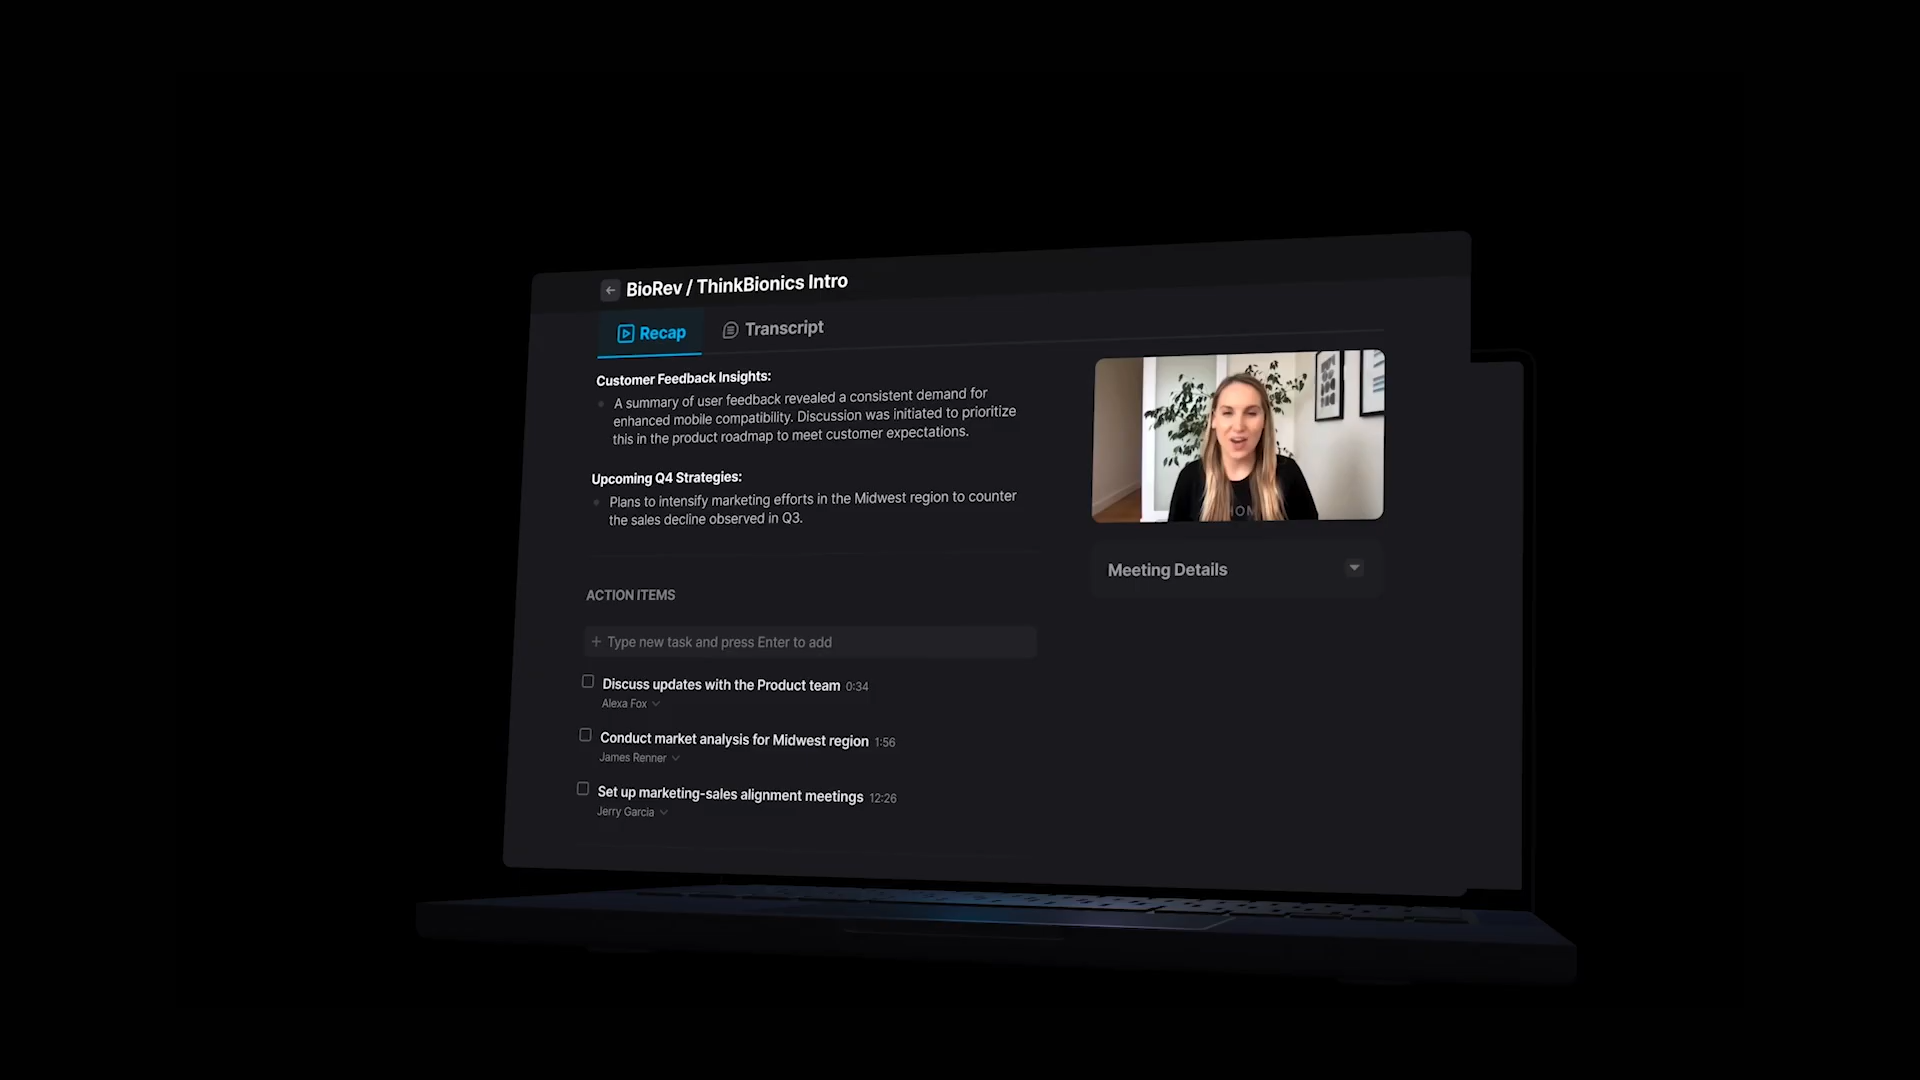 BioRev / ThinkBionics Intro
Recap
Transcript
Customer Feedback Insights:
A summary of user feedback revealed a consistent demand for
enhanced mobile compatibility. Discussion was initiated to prioritize
this in the product roadmap to meet customer expectations.
Upcoming Q4 Strategies:
Plans to intensify marketing efforts in the Midwest region to counter
the sales decline observed in Q3.
HOM
Meeting Details
ACTION ITEMS
+ Type new task and press Enter to add
Discuss updates with the Product team 0:34
Alexa Fox
Conduct market analysis for Midwest region 1:56
James Renner
Set up marketing-sales alignment meetings 12:26
Jerry Garcia